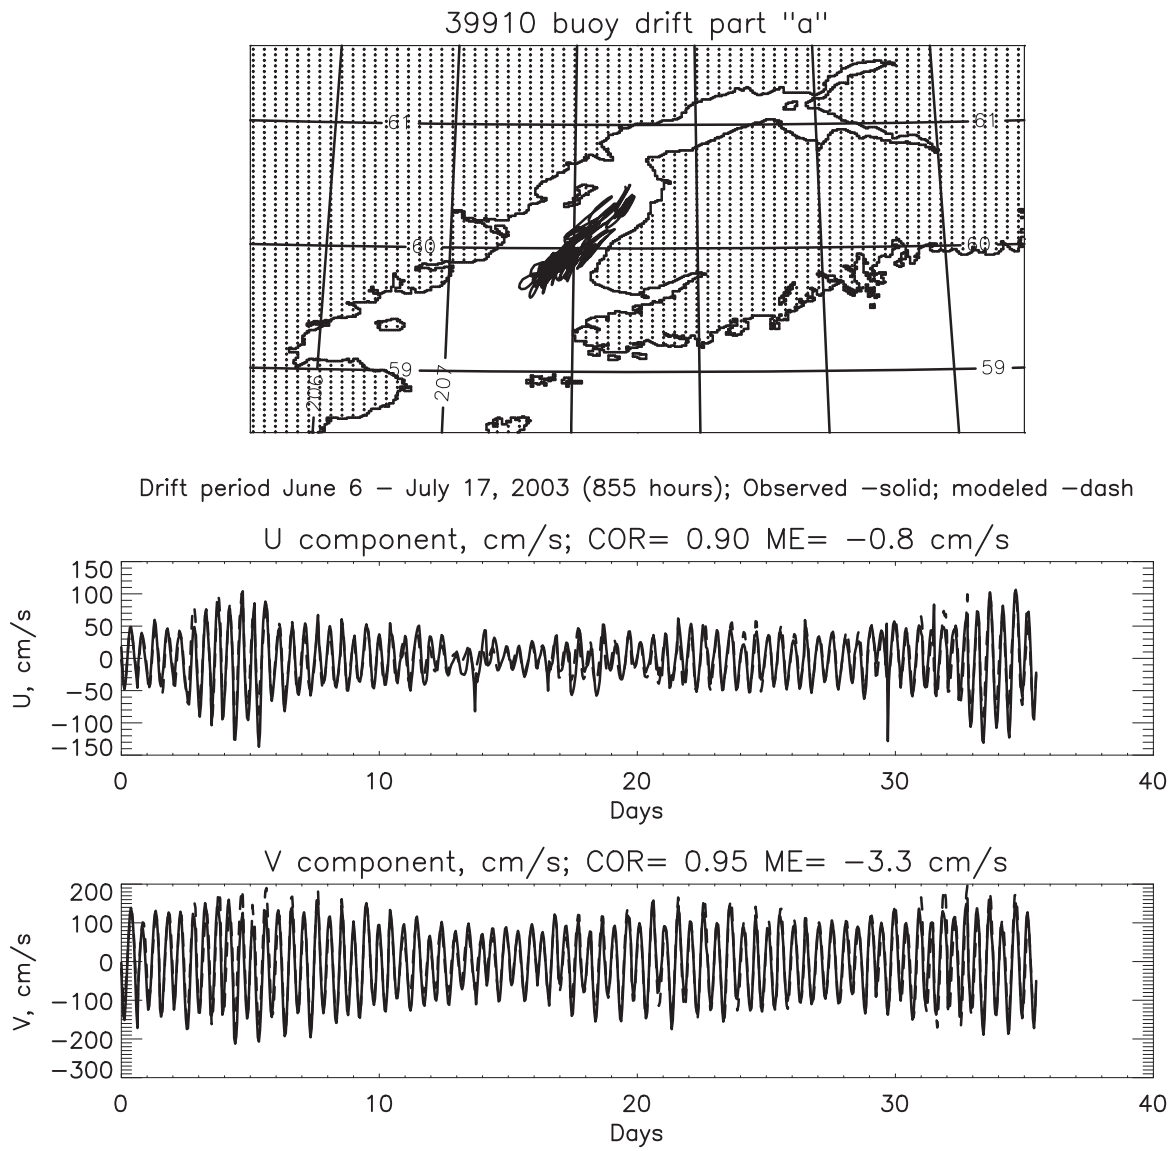 39910 buoy drift part "a"
61 61
60 60
59 59
206 207
Drift period June 6 – July 17, 2003 (855 hours); Observed –solid; modeled –dash
U component, cm/s; COR= 0.90 ME= –0.8 cm/s
150
100
50
0
–50
–100
–150
U, cm/s
0 10 20 30 40
Days
V component, cm/s; COR= 0.95 ME= –3.3 cm/s
200
100
0
–100
–200
–300
V, cm/s
0 10 20 30 40
Days